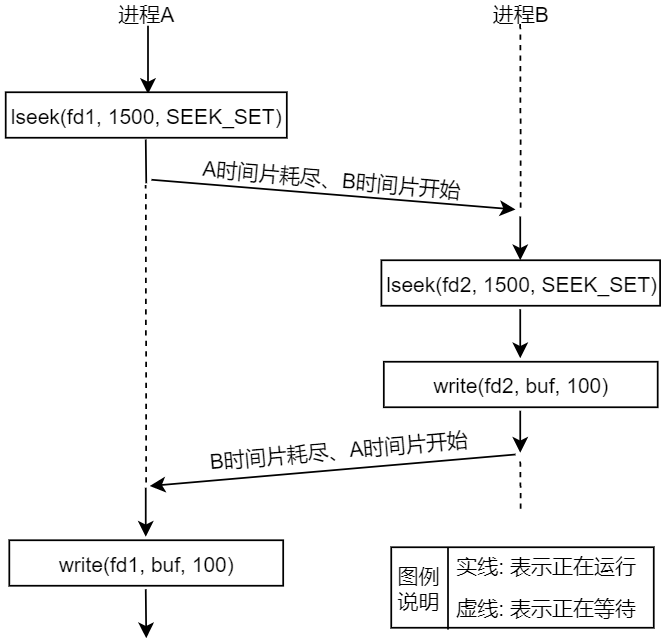 进程A
进程B
lseek(fd1, 1500, SEEK_SET)
A时间片耗尽、B时间片开始
lseek(fd2, 1500, SEEK_SET)
write(fd2, buf, 100)
B时间片耗尽、A时间片开始
write(fd1, buf, 100)
图例
说明
实线: 表示正在运行
虚线: 表示正在等待